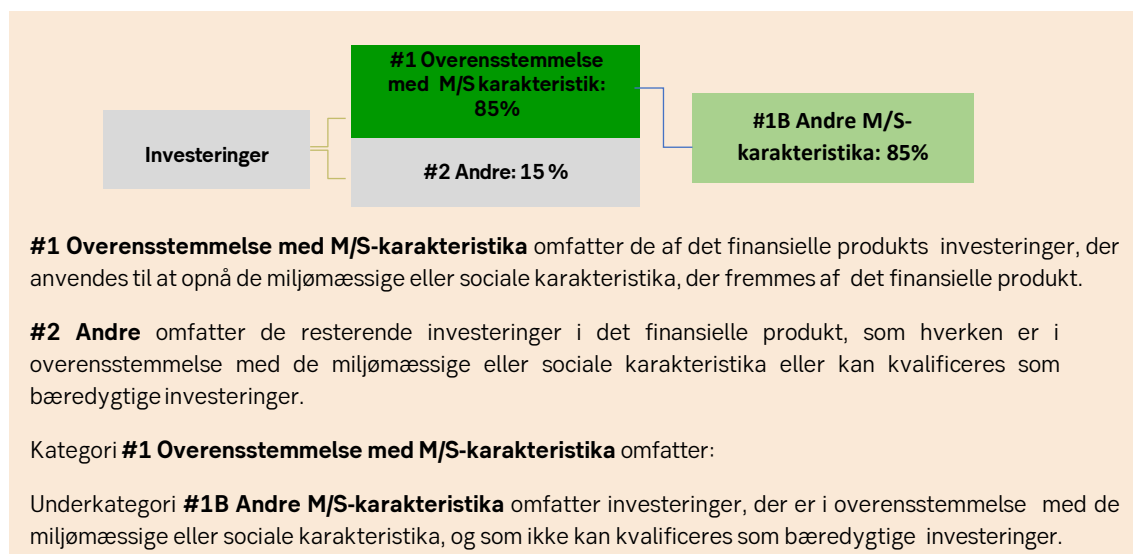 #1 Overensstemmelse
med M/S karakteristik:
85%
Investeringer
#2 Andre: 15 %
#1B Andre M/S-
karakteristika: 85%
#1 Overensstemmelse med M/S-karakteristika omfatter de af det finansielle produkts investeringer, der
anvendes til at opnå de miljømæssige eller sociale karakteristika, der fremmes af det finansielle produkt.
#2 Andre omfatter de resterende investeringer i det finansielle produkt, som hverken er i
overensstemmelse med de miljømæssige eller sociale karakteristika eller kan kvalificeres som
bæredygtige investeringer.
Kategori #1 Overensstemmelse med M/S-karakteristika omfatter:
Underkategori #1B Andre M/S-karakteristika omfatter investeringer, der er i overensstemmelse med de
miljømæssige eller sociale karakteristika, og som ikke kan kvalificeres som bæredygtige investeringer.